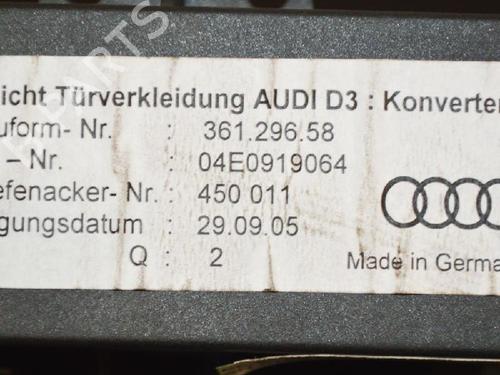 icht Türverkleidung AUDI D3 : Konverter
uform- Nr. : 361.296.58
– Nr. : 04E0919064
efenacker- Nr. : 450 011
gungsdatum : 29.09.05
Q : 2
Made in German